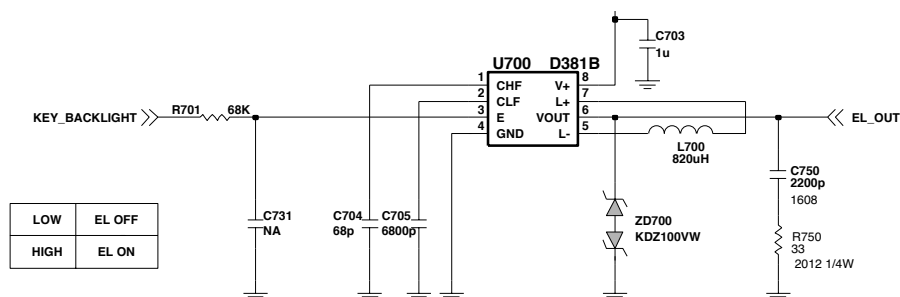 C703
1u
U700 D381B
1 CHF V+ 8
2 CLF L+ 7
3 E VOUT 6
4 GND L- 5
KEY_BACKLIGHT
R701 68K
EL_OUT
L700
820uH
C750
2200p
1608
C731
NA
C704
68p
C705
6800p
ZD700
KDZ100VW
R750
33
2012 1/4W
LOW EL OFF
HIGH EL ON